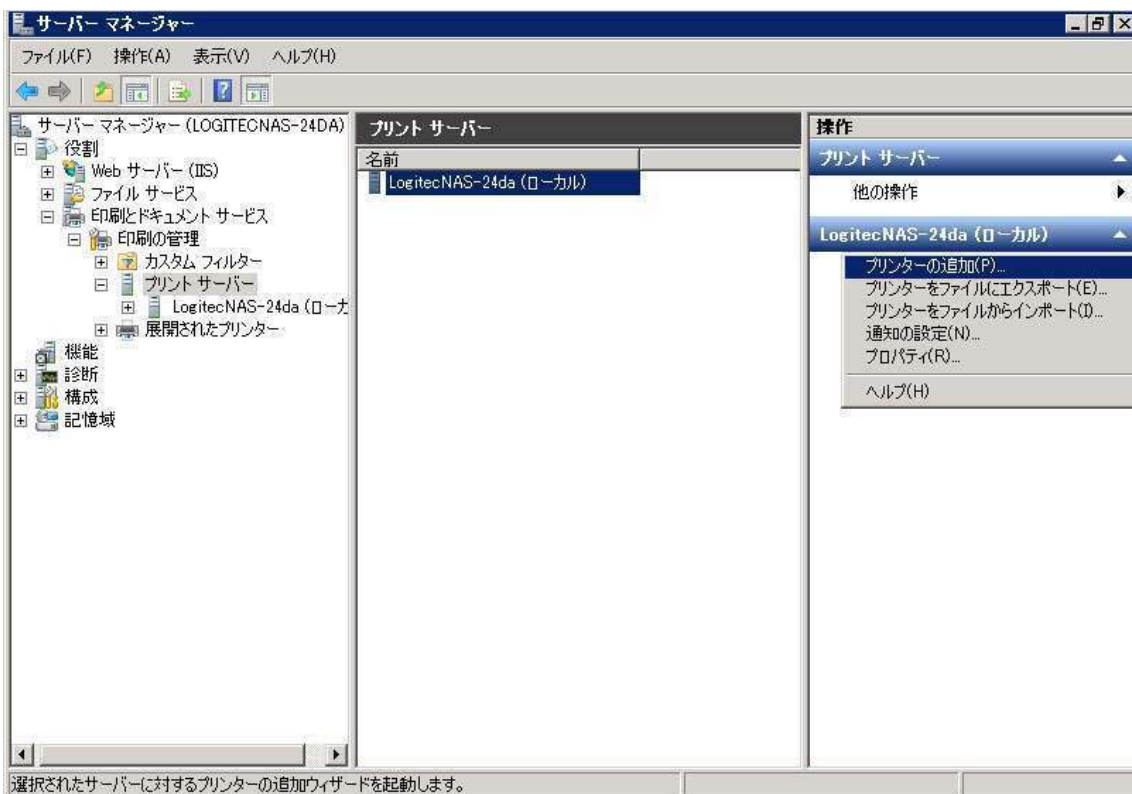 サーバー マネージャー
ファイル(F) 操作(A) 表示(V) ヘルプ(H)
サーバー マネージャー (LOGITECNAS-24DA)
役割
Web サーバー (IIS)
ファイル サービス
印刷とドキュメント サービス
印刷の管理
カスタム フィルター
プリント サーバー
LogitecNAS-24da (ローカ
展開されたプリンター
機能
診断
構成
記憶域
プリント サーバー
名前
LogitecNAS-24da (ローカル)
操作
プリント サーバー
他の操作
LogitecNAS-24da (ローカル)
プリンターの追加(P)...
プリンターをファイルにエクスポート(E)...
プリンターをファイルからインポート(I)...
通知の設定(N)...
プロパティ(R)...
ヘルプ(H)
選択されたサーバーに対するプリンターの追加ウィザードを起動します。